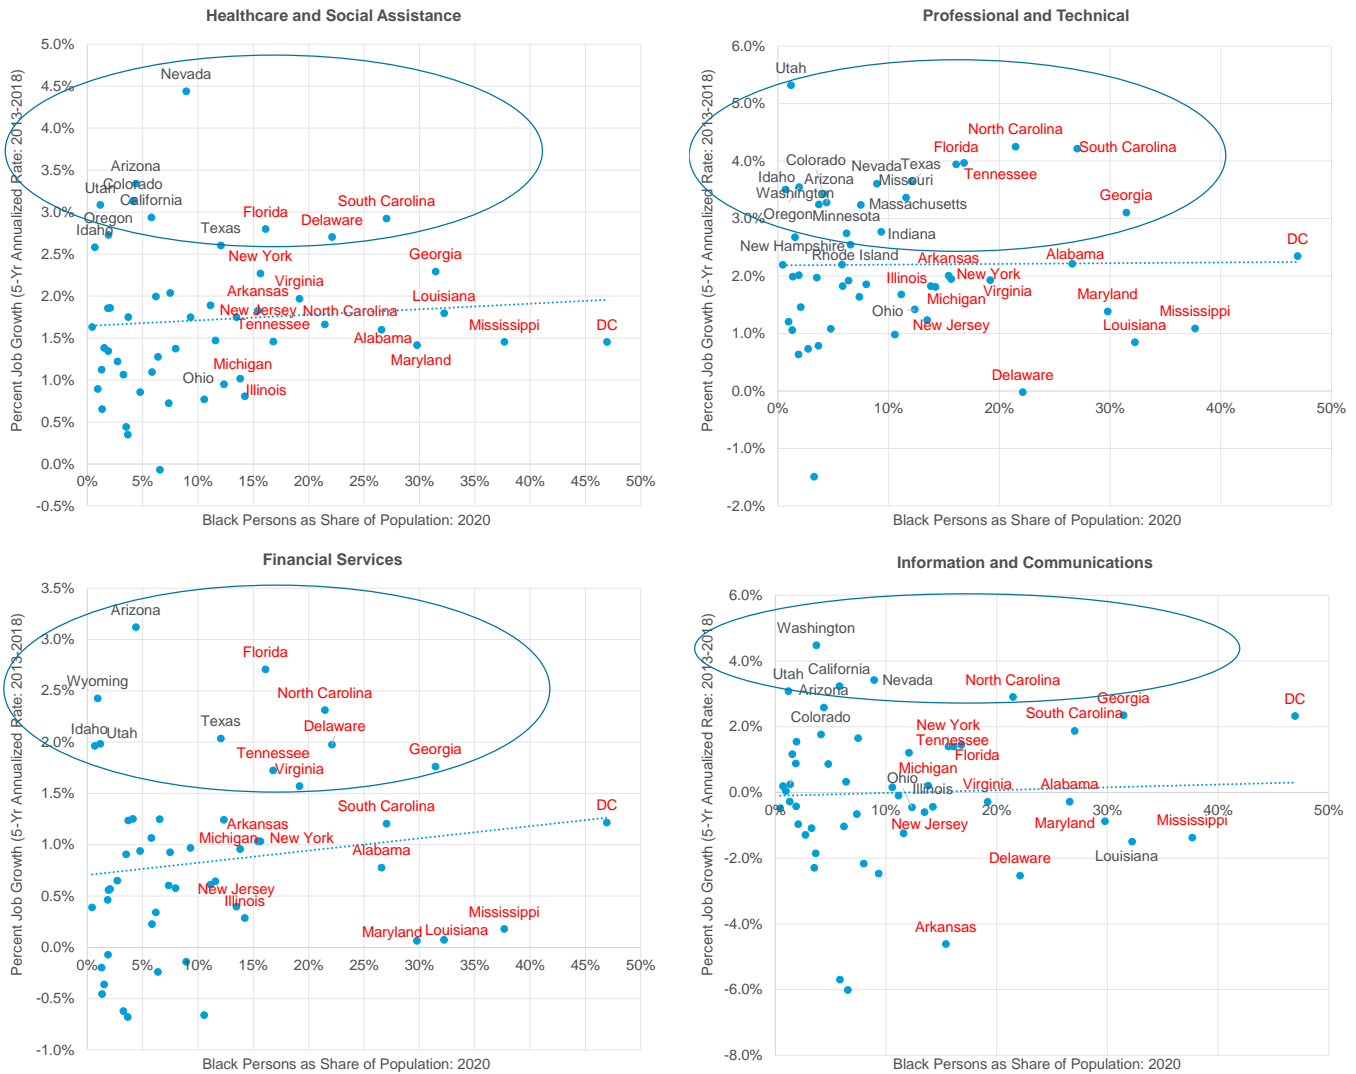 Healthcare and Social Assistance
Percent Job Growth (5-Yr Annualized Rate: 2013-2018)
5.0%
4.5%
4.0%
3.5%
3.0%
2.5%
2.0%
1.5%
1.0%
0.5%
0.0%
-0.5%
Nevada
Arizona
Utah
Colorado
California
Oregon
Idaho
Texas
Florida
Delaware
South Carolina
New York
Georgia
Virginia
Arkansas
New Jersey
North Carolina
Louisiana
Tennessee
Alabama
Mississippi
DC
Maryland
Michigan
Ohio
Illinois
0% 5% 10% 15% 20% 25% 30% 35% 40% 45% 50%
Black Persons as Share of Population: 2020
Professional and Technical
Percent Job Growth (5-Yr Annualized Rate: 2013-2018)
6.0%
5.0%
4.0%
3.0%
2.0%
1.0%
0.0%
-1.0%
-2.0%
Utah
North Carolina
South Carolina
Florida
Tennessee
Colorado
Nevada
Texas
Idaho
Arizona
Missouri
Washington
Massachusetts
Georgia
Oregon
Minnesota
Indiana
DC
New Hampshire
Rhode Island
Arkansas
Alabama
Illinois
New York
Virginia
Michigan
Maryland
Ohio
New Jersey
Louisiana
Mississippi
Delaware
0% 10% 20% 30% 40% 50%
Black Persons as Share of Population: 2020
Financial Services
Percent Job Growth (5-Yr Annualized Rate: 2013-2018)
3.5%
3.0%
2.5%
2.0%
1.5%
1.0%
0.5%
0.0%
-0.5%
-1.0%
Arizona
Florida
Wyoming
North Carolina
Idaho
Utah
Texas
Delaware
Tennessee
Virginia
Georgia
South Carolina
DC
Arkansas
Michigan
New York
Alabama
New Jersey
Illinois
Mississippi
Maryland
Louisiana
0% 5% 10% 15% 20% 25% 30% 35% 40% 45% 50%
Black Persons as Share of Population: 2020
Information and Communications
Percent Job Growth (5-Yr Annualized Rate: 2013-2018)
6.0%
4.0%
2.0%
0.0%
-2.0%
-4.0%
-6.0%
-8.0%
Washington
Utah
California
Arizona
Nevada
North Carolina
Georgia
DC
Colorado
South Carolina
New York
Tennessee
Florida
Michigan
Ohio
Illinois
Virginia
Alabama
New Jersey
Maryland
Mississippi
Delaware
Louisiana
Arkansas
0% 10% 20% 30% 40% 50%
Black Persons as Share of Population: 2020